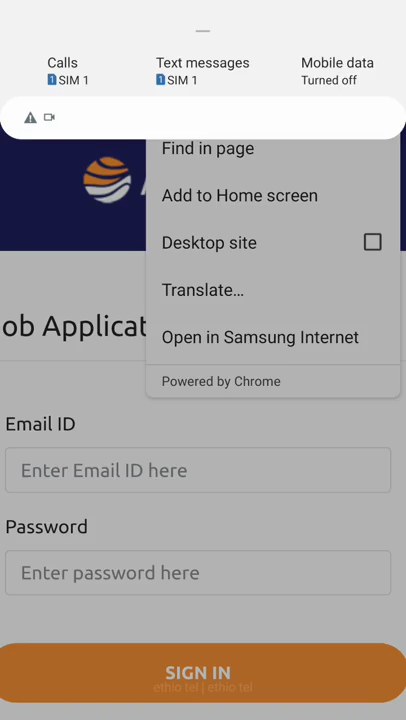 Calls
SIM 1
Text messages
SIM 1
Mobile data
Turned off
Find in page
Add to Home screen
Desktop site
Translate…
Open in Samsung Internet
Powered by Chrome
ob Applicat
Email ID
Enter Email ID here
Password
Enter password here
SIGN IN
ethio tel | ethio tel